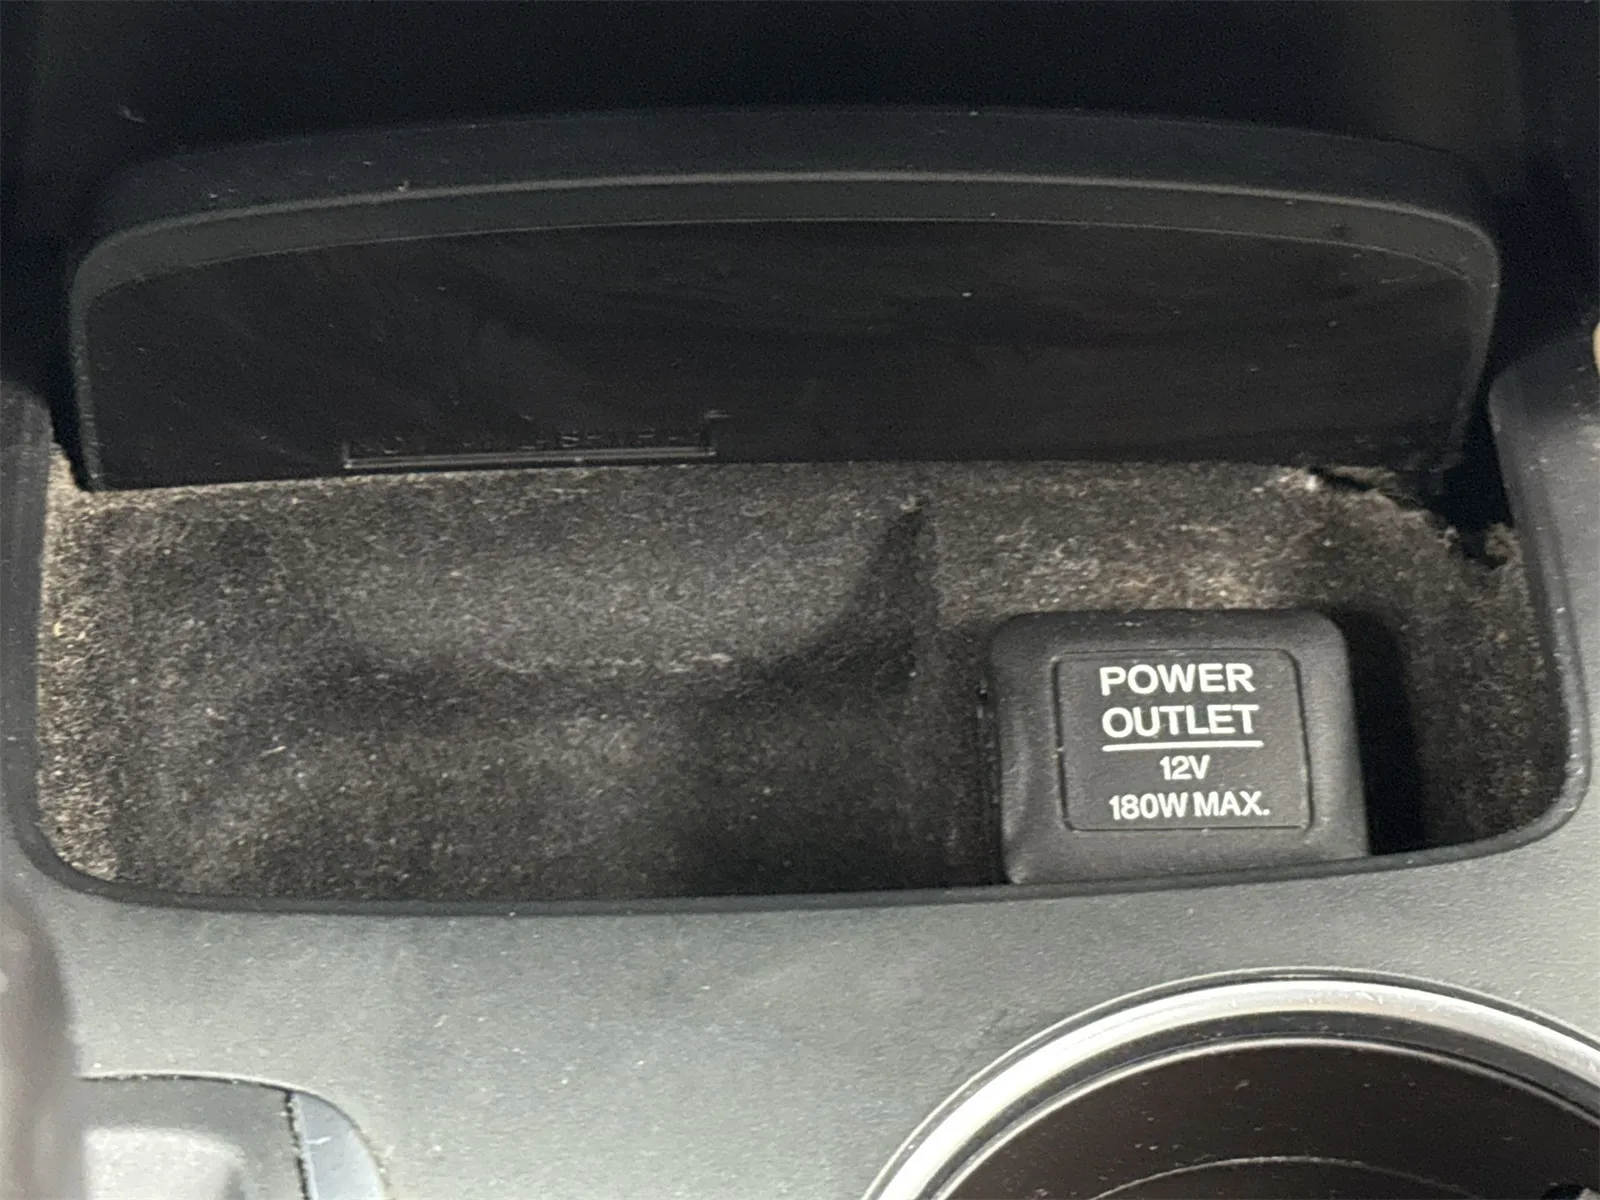 POWER
OUTLET
12V
180W MAX.